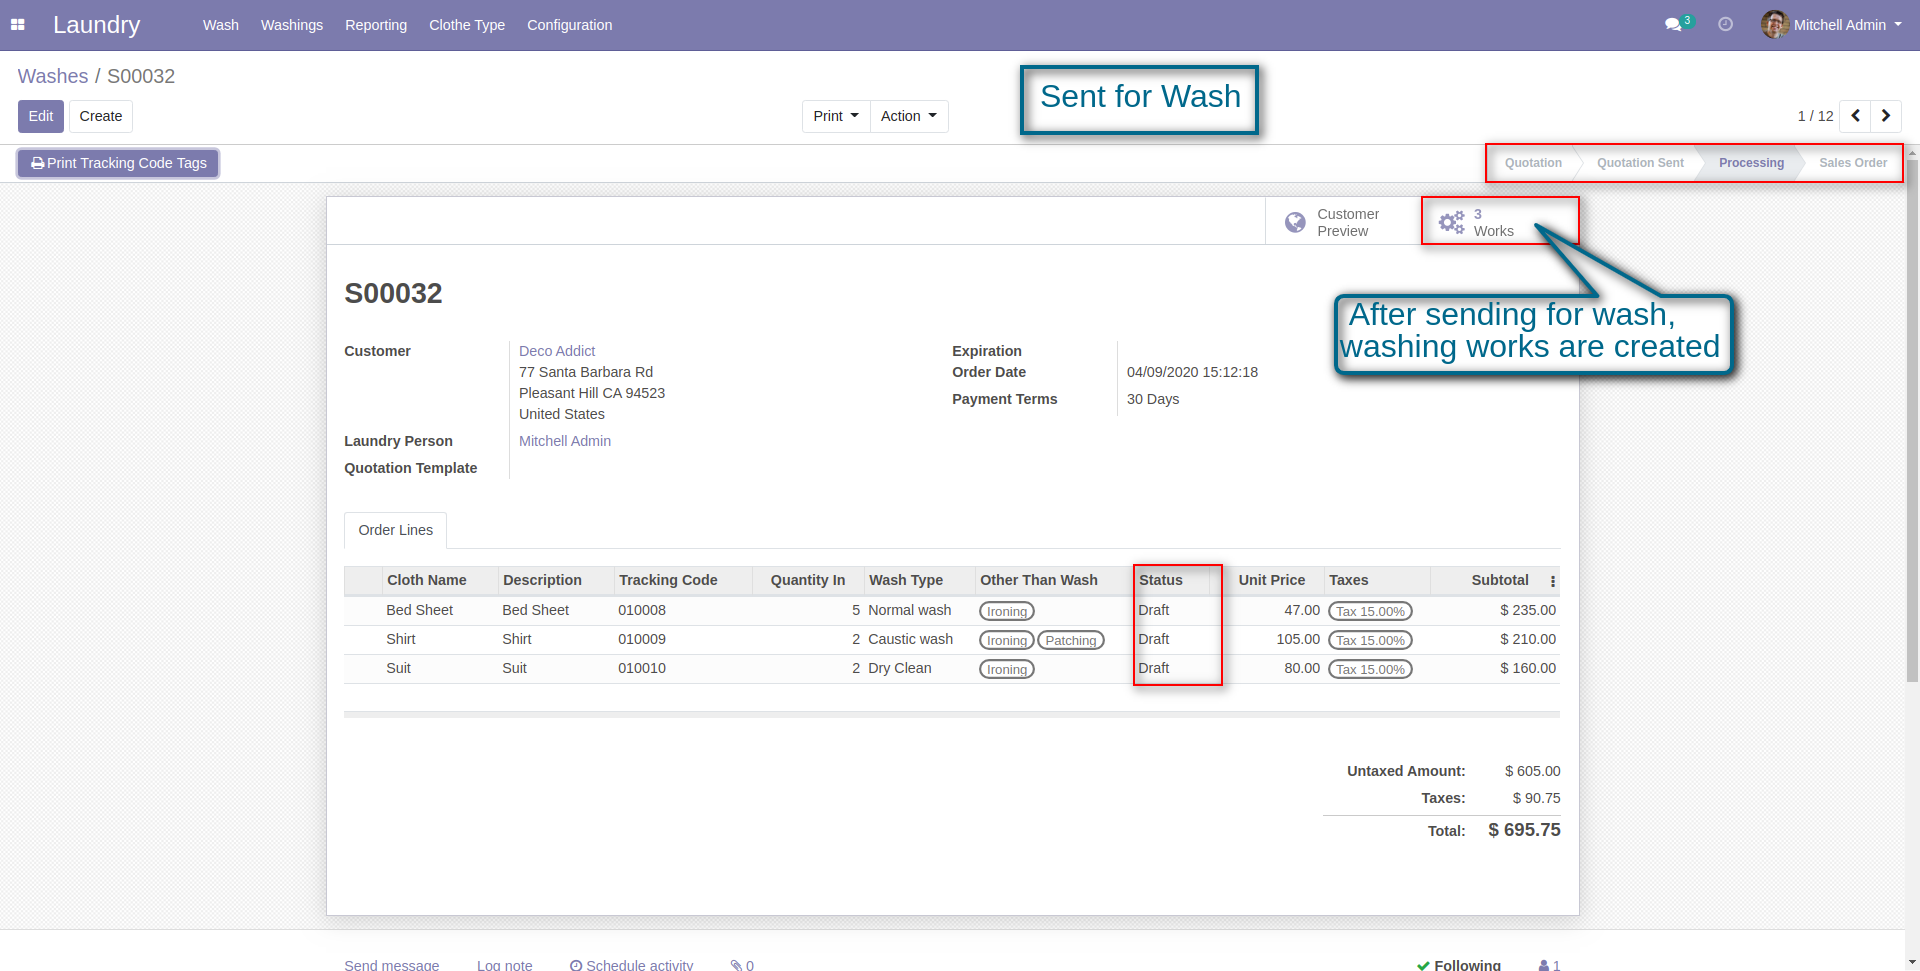 Laundry Wash Washings Reporting Clothe Type Configuration 3 Mitchell Admin
Washes / S00032
Sent for Wash
Edit Create Print Action 1 / 12
Print Tracking Code Tags Quotation Quotation Sent Processing Sales Order
Customer Preview
3 Works
After sending for wash,
washing works are created
S00032
Customer Deco Addict
77 Santa Barbara Rd
Pleasant Hill CA 94523
United States
Laundry Person Mitchell Admin
Quotation Template
Expiration
Order Date 04/09/2020 15:12:18
Payment Terms 30 Days
Order Lines
Cloth Name Description Tracking Code Quantity In Wash Type Other Than Wash Status Unit Price Taxes Subtotal
Bed Sheet Bed Sheet 010008 5 Normal wash Ironing Draft 47.00 Tax 15.00% $ 235.00
Shirt Shirt 010009 2 Caustic wash Ironing Patching Draft 105.00 Tax 15.00% $ 210.00
Suit Suit 010010 2 Dry Clean Ironing Draft 80.00 Tax 15.00% $ 160.00
Untaxed Amount: $ 605.00
Taxes: $ 90.75
Total: $ 695.75
Send message Log note Schedule activity 0 Following 1